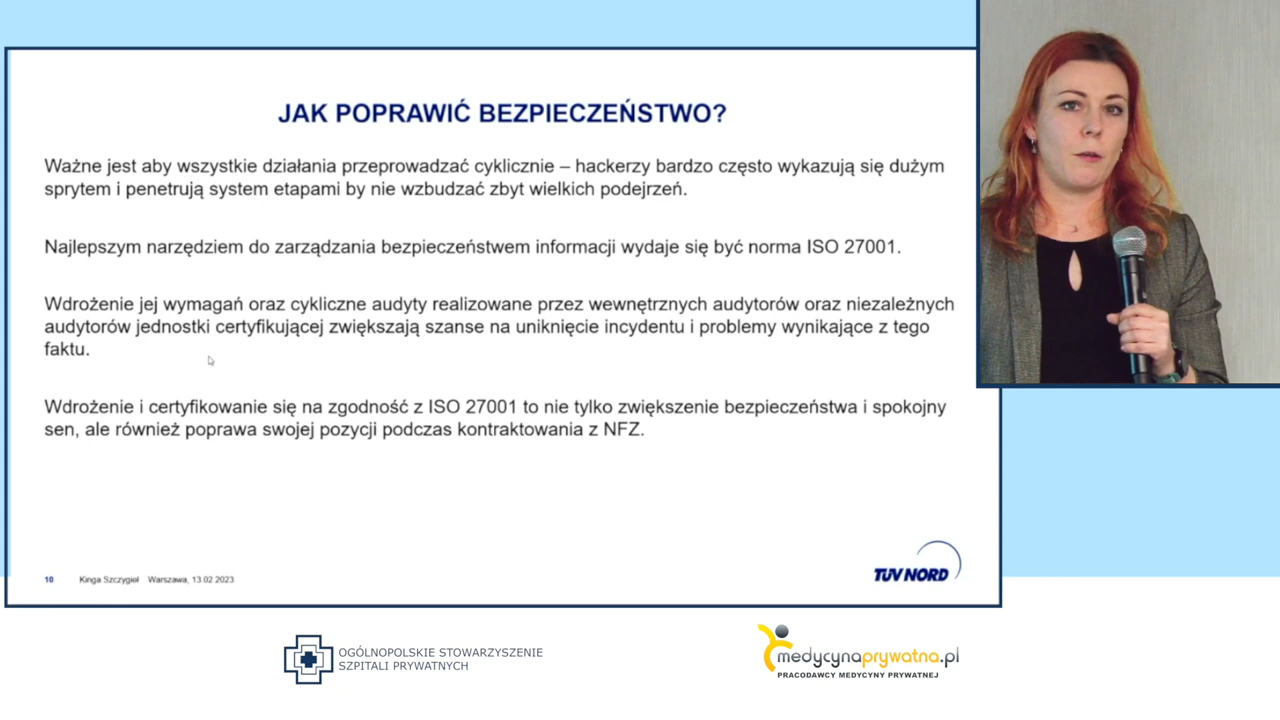 JAK POPRAWIĆ BEZPIECZEŃSTWO?
Ważne jest aby wszystkie działania przeprowadzać cyklicznie – hackerzy bardzo często wykazują się dużym
sprytem i penetrują system etapami by nie wzbudzać zbyt wielkich podejrzeń.
Najlepszym narzędziem do zarządzania bezpieczeństwem informacji wydaje się być norma ISO 27001.
Wdrożenie jej wymagań oraz cykliczne audyty realizowane przez wewnętrznych audytorów oraz niezależnych
audytorów jednostki certyfikującej zwiększają szanse na uniknięcie incydentu i problemy wynikające z tego
faktu.
Wdrożenie i certyfikowanie się na zgodność z ISO 27001 to nie tylko zwiększenie bezpieczeństwa i spokojny
sen, ale również poprawa swojej pozycji podczas kontraktowania z NFZ.
10 Kinga Szczygieł Warszawa, 13.02 2023
TÜV NORD
OGÓLNOPOLSKIE STOWARZYSZENIE
SZPITALI PRYWATNYCH
medycynaprywatna.pl
PRACODAWCY MEDYCYNY PRYWATNEJ